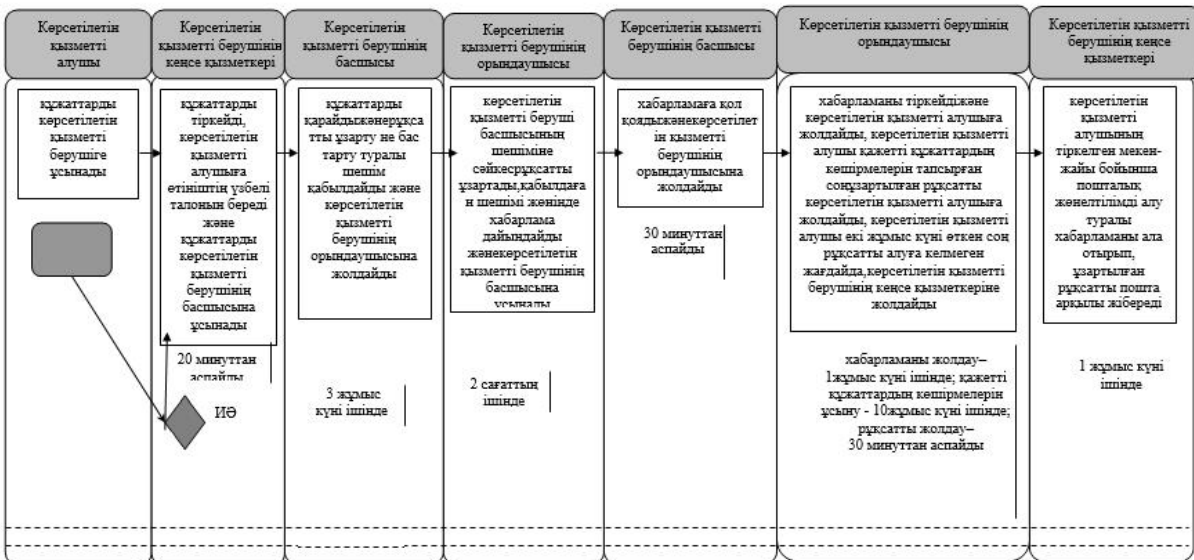 Көрсетілетін
қызметті
алушы
Көрсетілетін
қызметті берушінің
кеңсе қызметкері
Көрсетілетін
қызметті берушінің
басшысы
Көрсетілетін
қызметті берушінің
орындаушысы
Көрсетілетін қызметті
берушінің басшысы
Көрсетілетін қызметті берушінің
орындаушысы
Көрсетілетін қызметті
берушінің кеңсе
қызметкері
құжаттарды
көрсетілетін
қызметті
берушіге
ұсынады
құжаттарды
тіркейді,
көрсетілетін
қызметті
алушыға
өтініштің үзбелі
талонын береді
және
құжаттарды
көрсетілетін
қызметті
берушінің
басшысына
ұсынады
20 минуттан
аспайды
ИӘ
құжаттарды
қарайдыжәнерұқса
тты ұзарту не бас
тарту туралы
шешім
қабылдайды және
көрсетілетін
қызметті
берушінің
орындаушысына
жолдайды
3 жұмыс
күні ішінде
көрсетілетін
қызметті беруші
басшысының
шешіміне
сәйкесрұқсатты
ұзартады,қабылдаға
н шешімі жөнінде
хабарлама
дайындайды
жәнекөрсетілетін
қызметті берушінің
басшысына
ұсынады
2 сағаттың
ішінде
хабарламаға қол
қоядыжәнекөрсетілет
ін қызметті
берушінің
орындаушысына
жолдайды
30 минуттан
аспайды
хабарламаны тіркейдіжәне
көрсетілетін қызметті алушыға
жолдайды, көрсетілетін қызметті
алушы қажетті құжаттардың
көшірмелерін тапсырған
соңұзартылған рұқсатты
көрсетілетін қызметті алушыға
жолдайды, көрсетілетін қызметті
алушы екі жұмыс күні өткен соң
рұқсатты алуға келмеген
жағдайда,көрсетілетін қызметті
берушінің кеңсе қызметкеріне
жолдайды
хабарламаны жолдау–
1жұмыс күні ішінде; қажетті
құжаттардың көшірмелерін
ұсыну - 10жұмыс күні ішінде;
рұқсатты жолдау–
30 минуттан аспайды
көрсетілетін
қызметті
алушының
тіркелген мекен-
жайы бойынша
пошталық
жөнелтілімді алу
туралы
хабарламаны ала
отырып,
ұзартылған
рұқсатты пошта
арқылы жібереді
1 жұмыс күні
ішінде